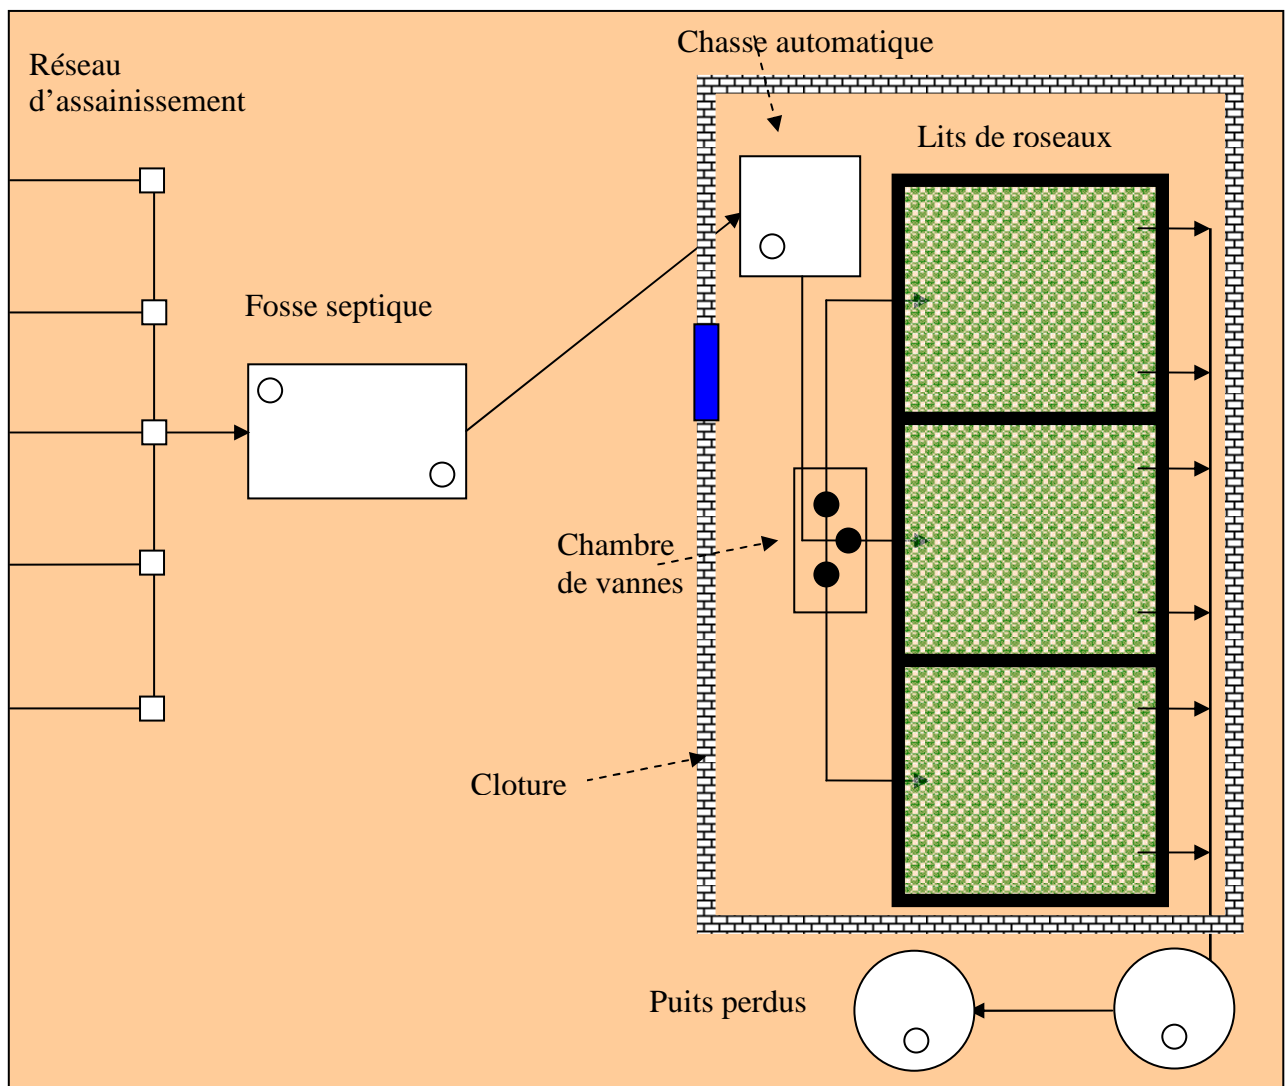 Chasse automatique
Réseau
d’assainissement
Lits de roseaux
Fosse septique
Chambre
de vannes
Cloture
Puits perdus